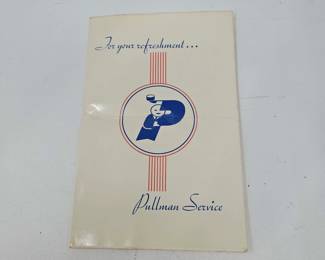 For your refreshment...
P
Pullman Service